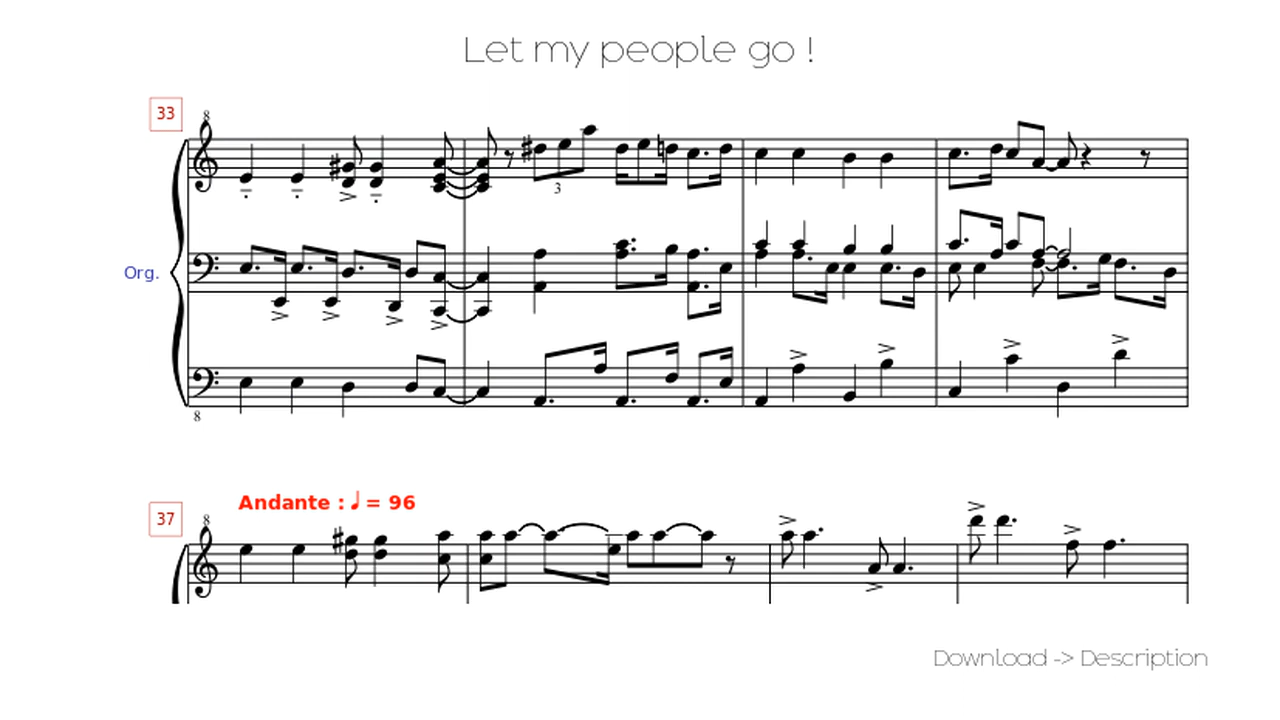 Let my people go !
33
8
3
Org.
8
Andante : ♩ = 96
37
8
Download -> Description